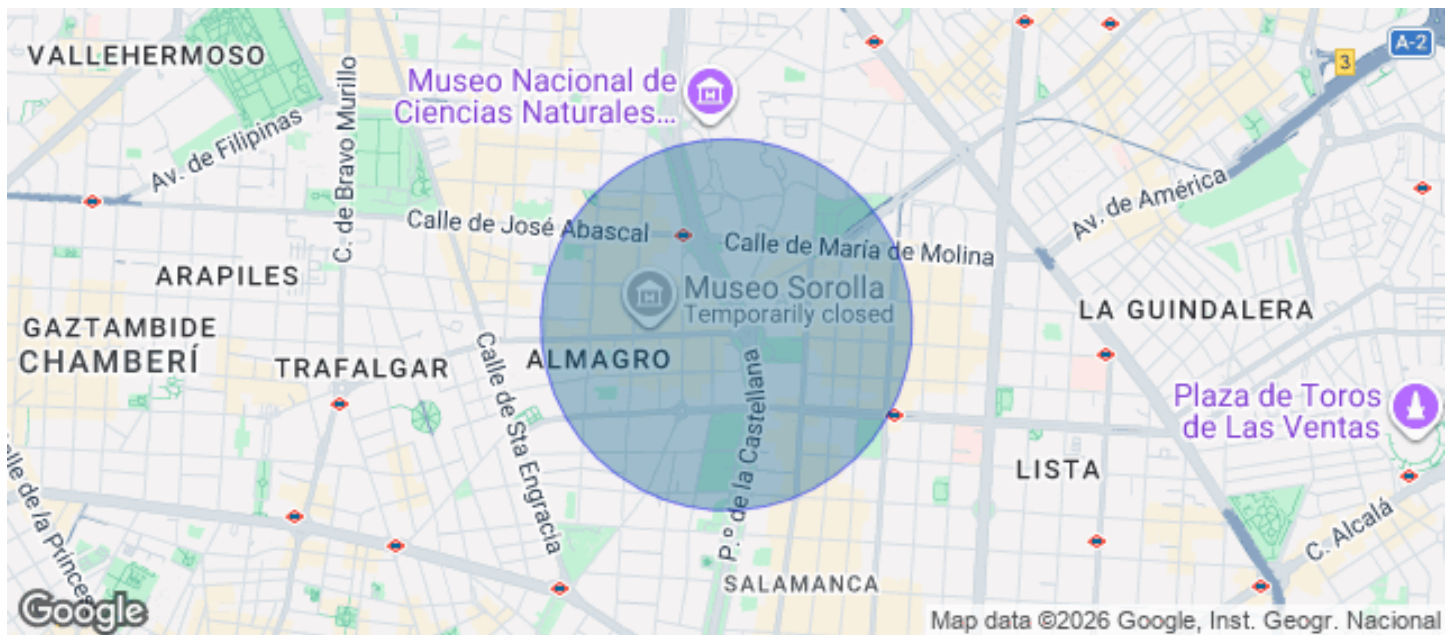 VALLEHERMOSO
Museo Nacional de
Ciencias Naturales...
A-2
3
Av. de Filipinas
C. de Bravo Murillo
Av. de América
Calle de José Abascal
Calle de María de Molina
ARAPILES
Museo Sorolla
Temporarily closed
LA GUINDALERA
GAZTAMBIDE
CHAMBERÍ
TRAFALGAR
ALMAGRO
Calle de Sta Engracia
P.º de la Castellana
Plaza de Toros
de Las Ventas
LISTA
alle de la Princes
C. Alcalá
SALAMANCA
Google
Map data ©2026 Google, Inst. Geogr. Nacional